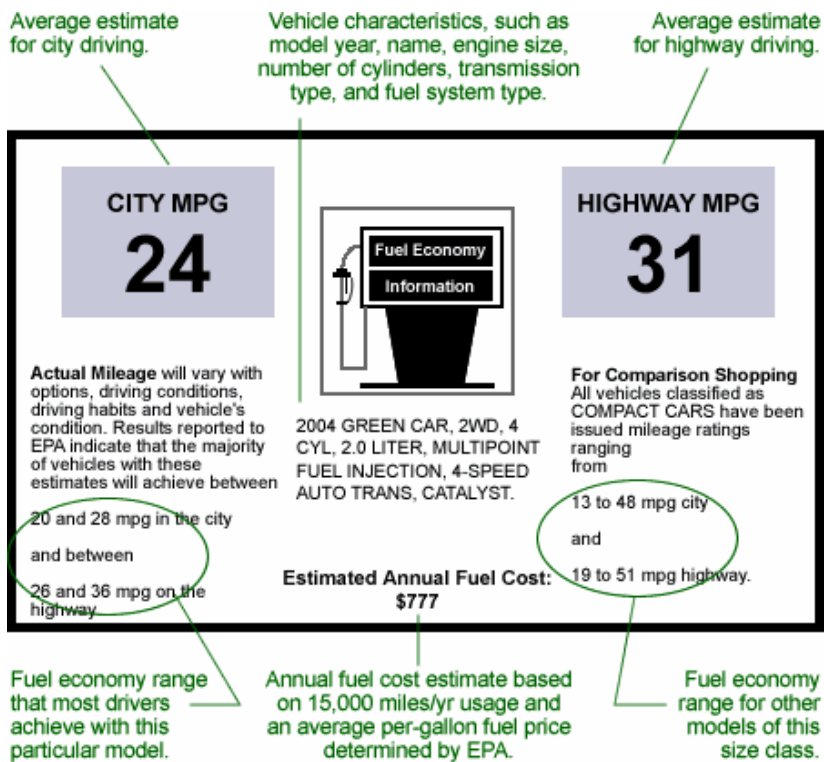 Average estimate
for city driving.
Vehicle characteristics, such as
model year, name, engine size,
number of cylinders, transmission
type, and fuel system type.
Average estimate
for highway driving.
CITY MPG
24
Fuel Economy
Information
HIGHWAY MPG
31
Actual Mileage will vary with
options, driving conditions,
driving habits and vehicle's
condition. Results reported to
EPA indicate that the majority
of vehicles with these
estimates will achieve between
20 and 28 mpg in the city
and between
26 and 36 mpg on the
highway.
2004 GREEN CAR, 2WD, 4
CYL, 2.0 LITER, MULTIPOINT
FUEL INJECTION, 4-SPEED
AUTO TRANS, CATALYST.
Estimated Annual Fuel Cost:
$777
For Comparison Shopping
All vehicles classified as
COMPACT CARS have been
issued mileage ratings
ranging
from
13 to 48 mpg city
and
19 to 51 mpg highway.
Fuel economy range
that most drivers
achieve with this
particular model.
Annual fuel cost estimate based
on 15,000 miles/yr usage and
an average per-gallon fuel price
determined by EPA.
Fuel economy
range for other
models of this
size class.